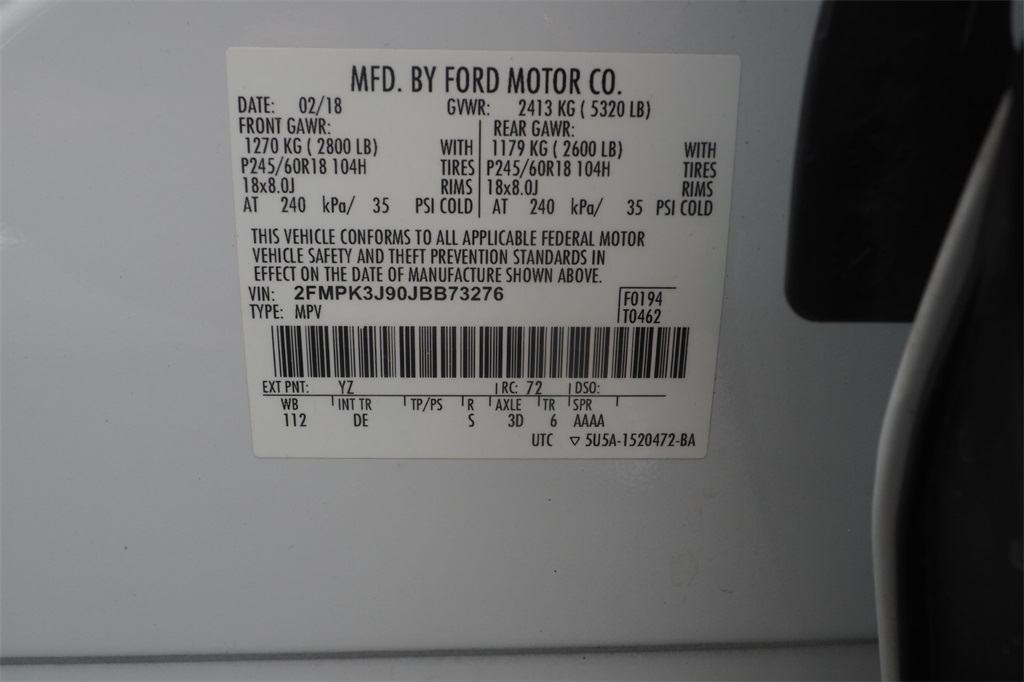 MFD. BY FORD MOTOR CO.
DATE: 02/18 GVWR: 2413 KG ( 5320 LB)
FRONT GAWR: REAR GAWR:
1270 KG ( 2800 LB) WITH 1179 KG ( 2600 LB) WITH
P245/60R18 104H TIRES P245/60R18 104H TIRES
18x8.0J RIMS 18x8.0J RIMS
AT 240 kPa/ 35 PSI COLD AT 240 kPa/ 35 PSI COLD
THIS VEHICLE CONFORMS TO ALL APPLICABLE FEDERAL MOTOR
VEHICLE SAFETY AND THEFT PREVENTION STANDARDS IN
EFFECT ON THE DATE OF MANUFACTURE SHOWN ABOVE.
VIN: 2FMPK3J90JBB73276 F0194
TYPE: MPV T0462
EXT PNT: YZ RC: 72 DSO:
WB INT TR TP/PS R AXLE TR SPR
112 DE S 3D 6 AAAA
UTC ▽ 5U5A-1520472-BA